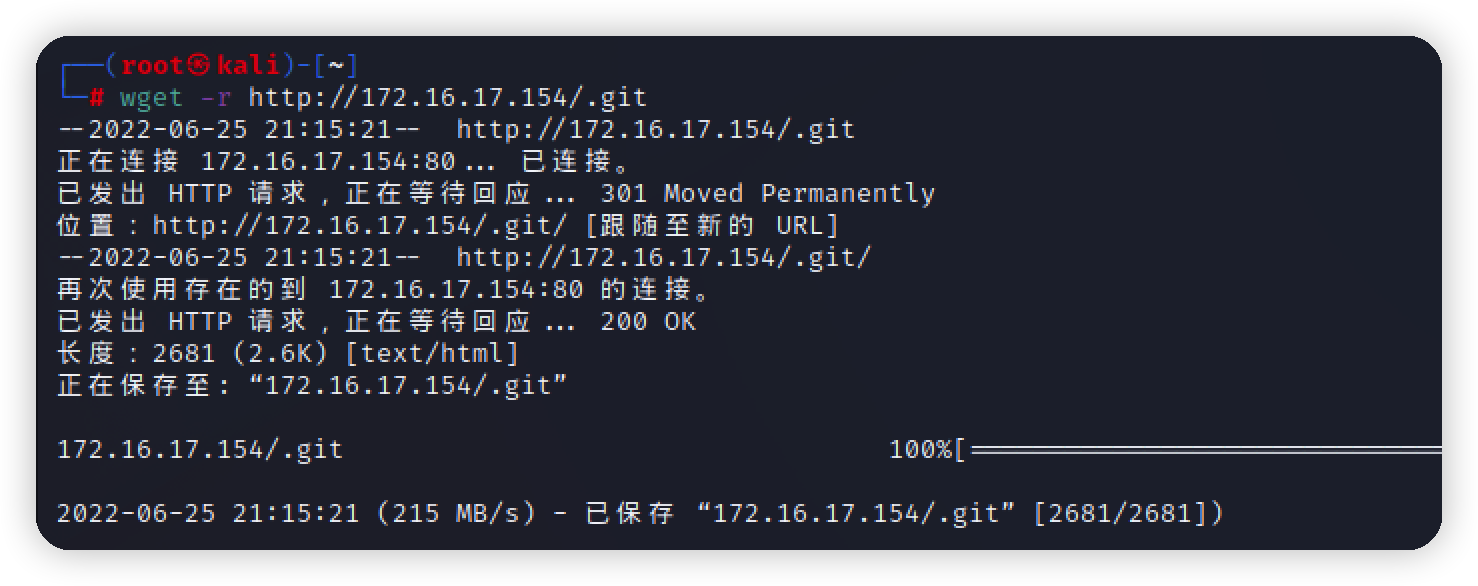 ┌──(root㉿kali)-[~]
└─# wget -r http://172.16.17.154/.git
--2022-06-25 21:15:21--  http://172.16.17.154/.git
正在连接 172.16.17.154:80... 已连接。
已发出 HTTP 请求，正在等待回应... 301 Moved Permanently
位置：http://172.16.17.154/.git/ [跟随至新的 URL]
--2022-06-25 21:15:21--  http://172.16.17.154/.git/
再次使用存在的到 172.16.17.154:80 的连接。
已发出 HTTP 请求，正在等待回应... 200 OK
长度：2681 (2.6K) [text/html]
正在保存至: “172.16.17.154/.git”
172.16.17.154/.git 100%[==============================
2022-06-25 21:15:21 (215 MB/s) - 已保存 “172.16.17.154/.git” [2681/2681])